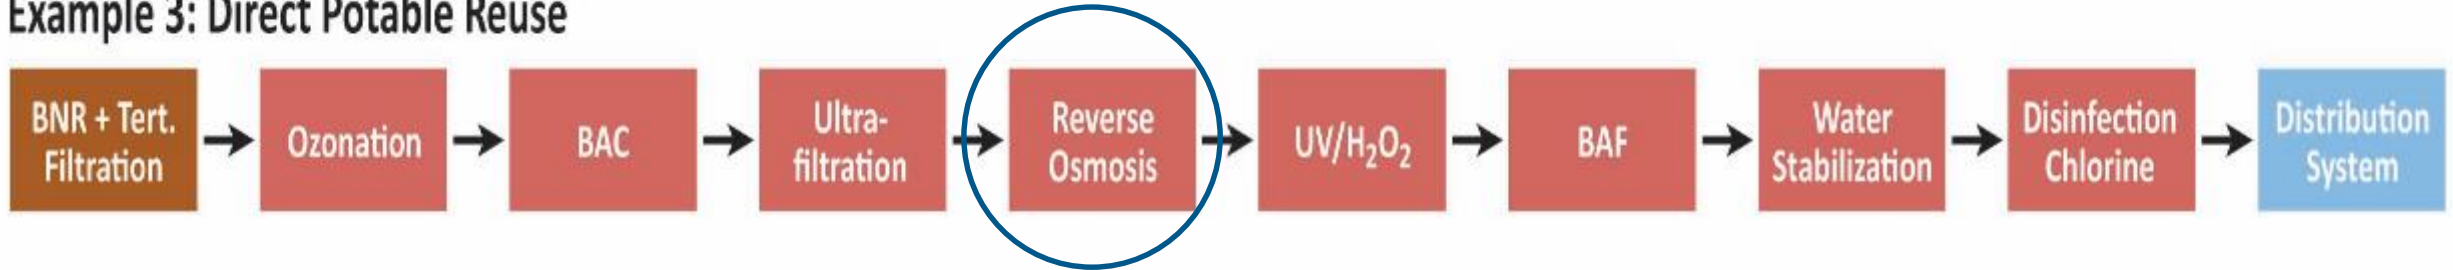 Example 3: Direct Potable Reuse
BNR + Tert.
Filtration
Ozonation
BAC
Ultra-
filtration
Reverse
Osmosis
UV/H₂O₂
BAF
Water
Stabilization
Disinfection
Chlorine
Distribution
System